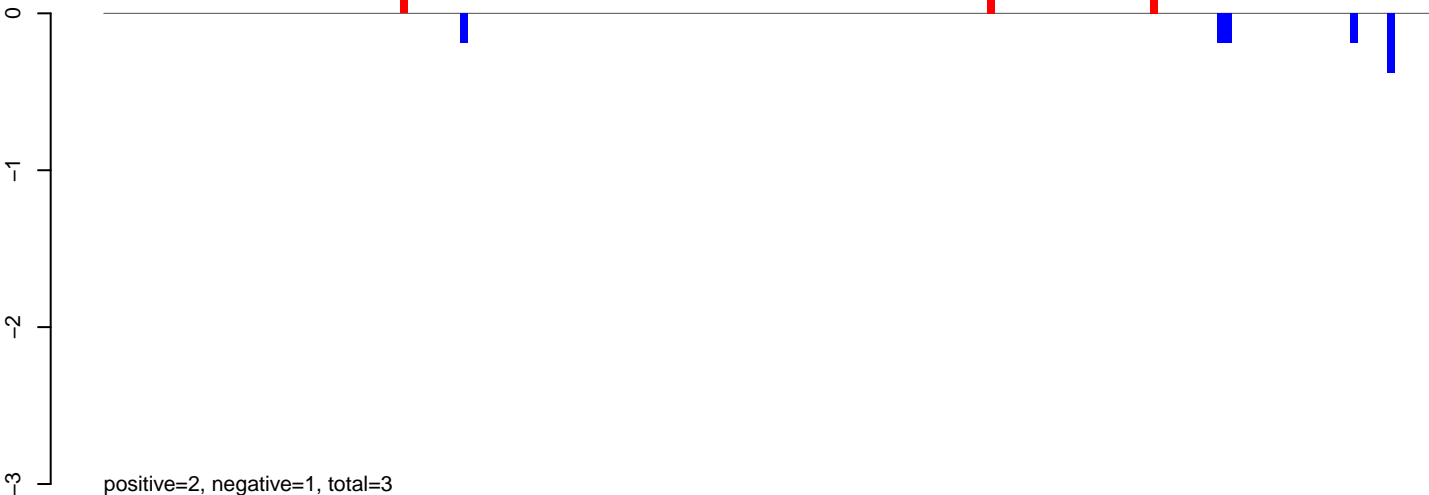 0
−1
−2
−3
positive=2, negative=1, total=3